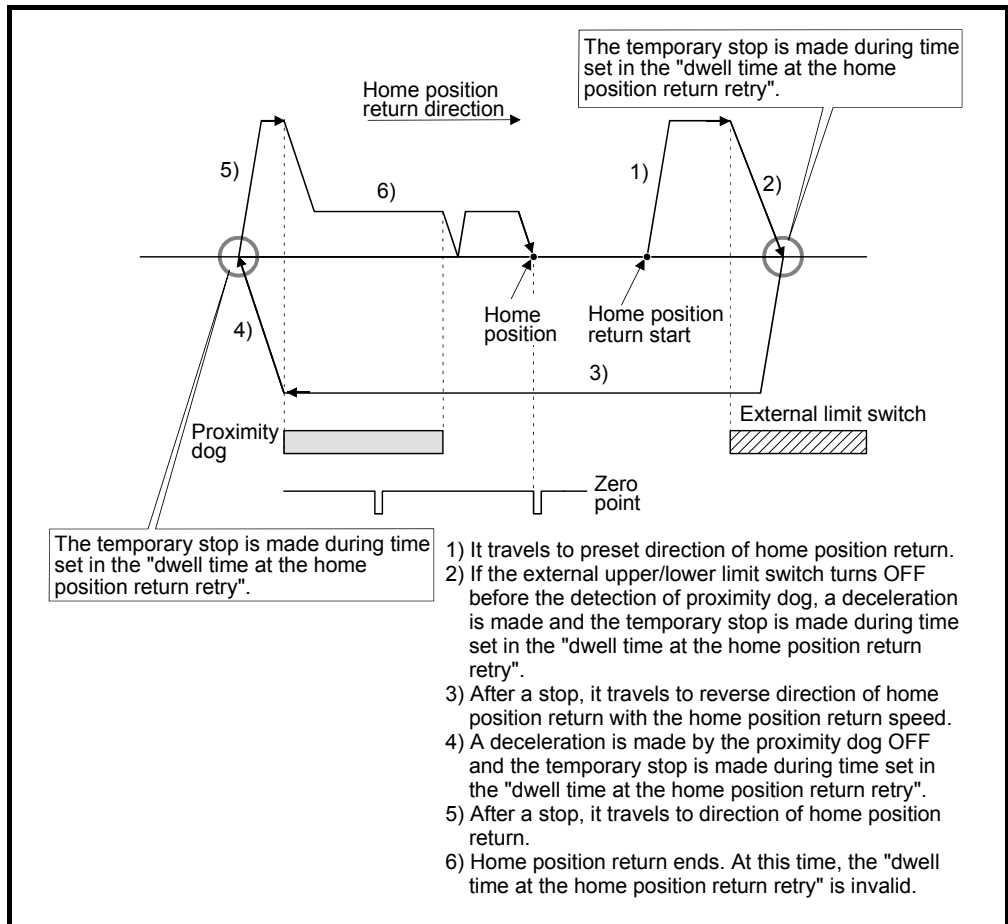 The temporary stop is made during time
set in the "dwell time at the home
position return retry".
Home position
return direction
5)
6)
1)
2)
Home
position
Home position
return start
4)
3)
Proximity
dog
External limit switch
Zero
point
The temporary stop is made during time
set in the "dwell time at the home
position return retry".
1) It travels to preset direction of home position return.
2) If the external upper/lower limit switch turns OFF
before the detection of proximity dog, a deceleration
is made and the temporary stop is made during time
set in the "dwell time at the home position return
retry".
3) After a stop, it travels to reverse direction of home
position return with the home position return speed.
4) A deceleration is made by the proximity dog OFF
and the temporary stop is made during time set in
the "dwell time at the home position return retry".
5) After a stop, it travels to direction of home position
return.
6) Home position return ends. At this time, the "dwell
time at the home position return retry" is invalid.